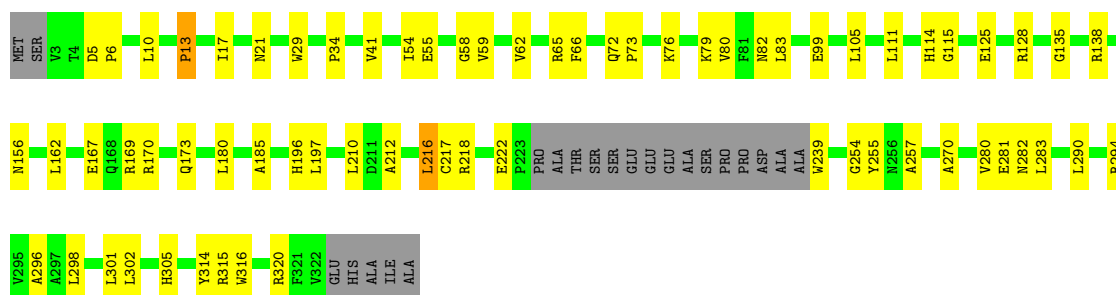 MET SER V3 T4 D5 P6 L10 P13 I17 N21 W29 P34 V41 I54 E55 G58 V59 V62 R65 F66 Q72 P73 K76 K79 V80 F81 N82 L83 E99 L105 L111 H114 G115 E125 R128 G135 R138
N156 L162 E167 Q168 R169 R170 Q173 L180 A185 H196 L197 L210 D211 A212 L216 C217 R218 E222 P223 PRO ALA THR SER SER GLU GLU GLU ALA SER PRO PRO ASP ALA ALA W239 G254 Y255 N256 A257 A270 V280 E281 N282 L283 L290
V295 A296 A297 L298 L301 L302 H305 Y314 R315 W316 R320 F321 V322 GLU HIS ALA ILE ALA